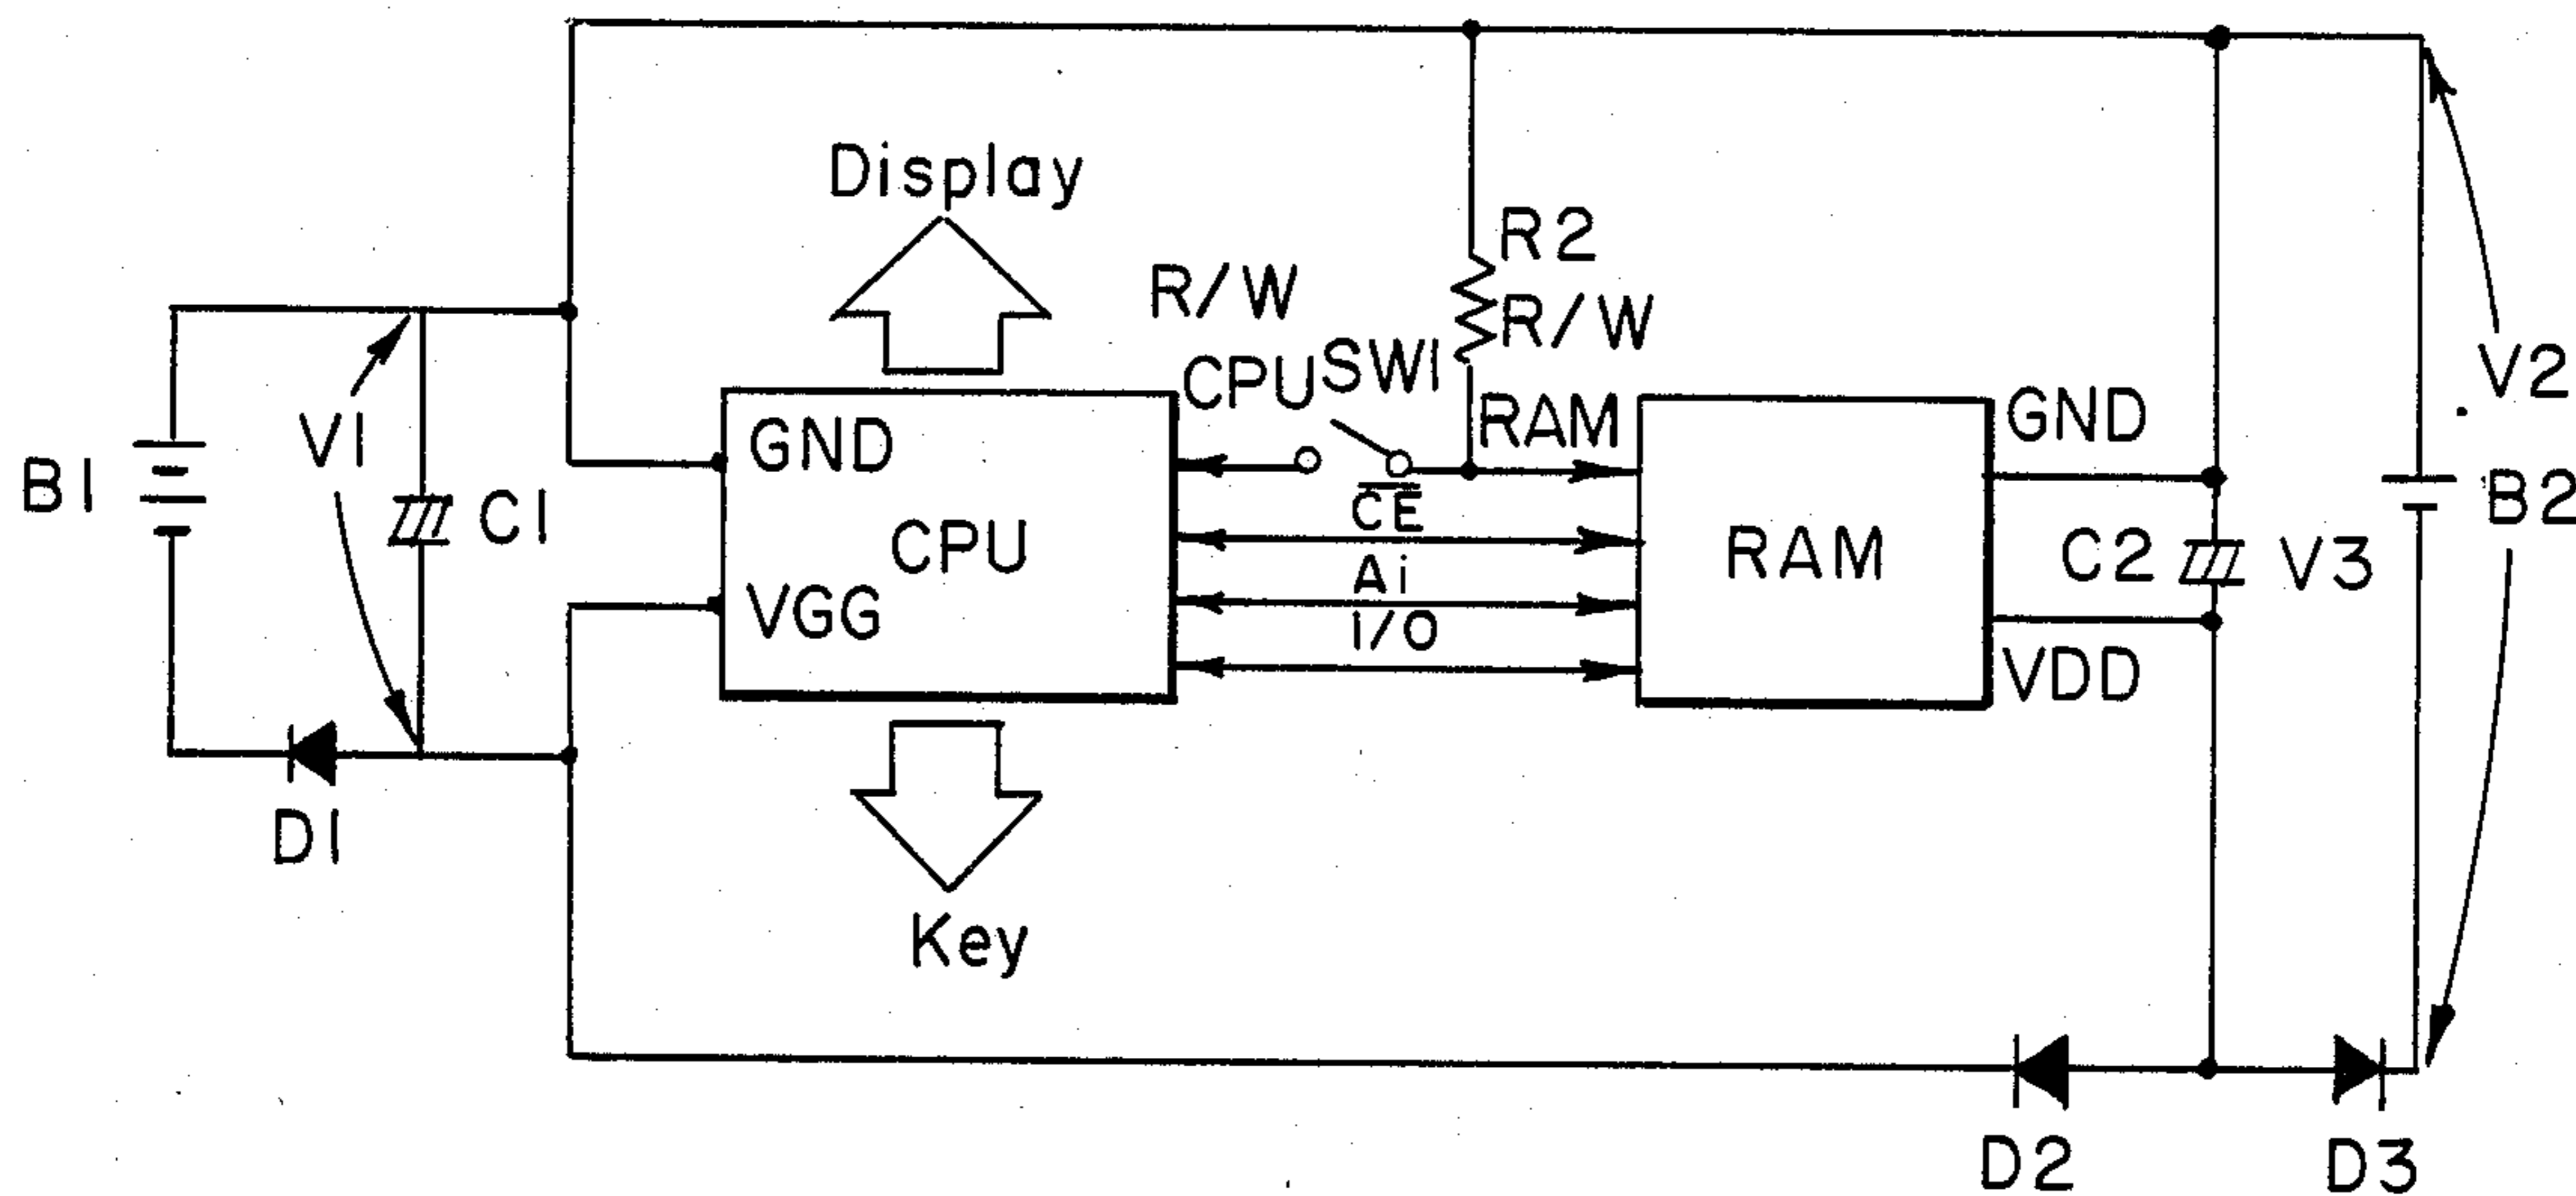 Display
R2
R/W
R/W
CPU
SW1
V2
V1
GND
RAM
GND
B1
C1
CPU
CE
RAM
C2
V3
B2
Ai
VGG
I/O
VDD
D1
Key
D2
D3